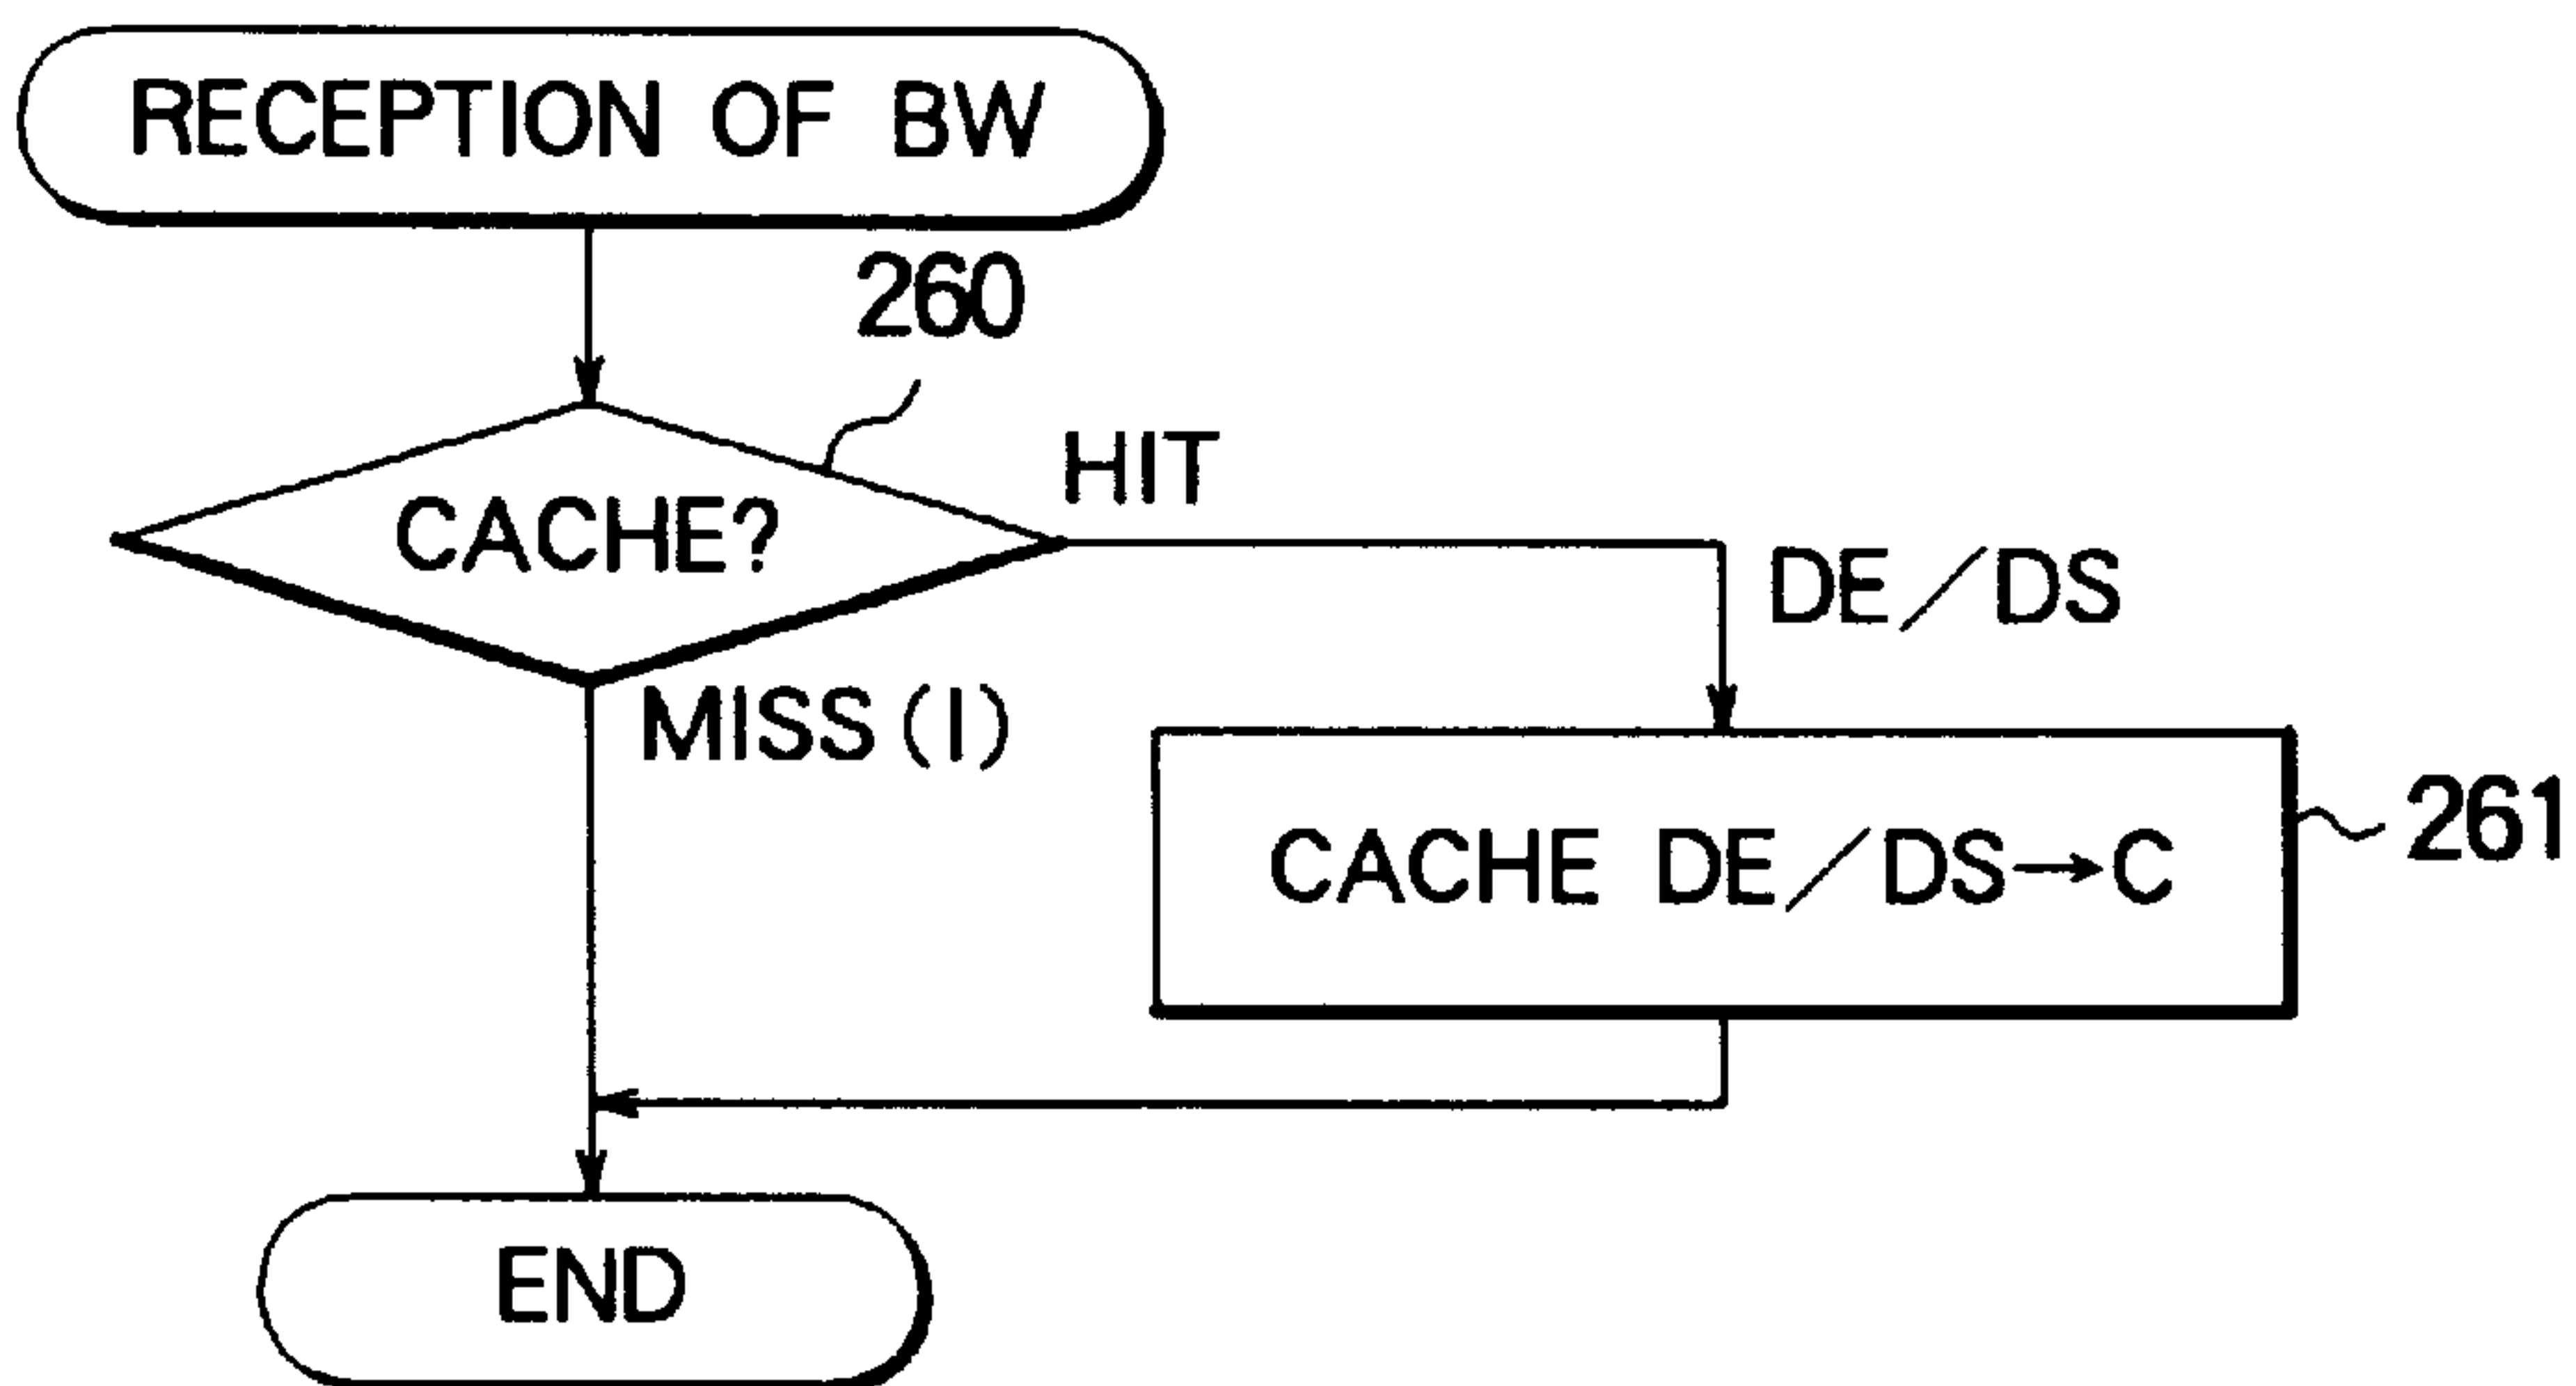 RECEPTION OF BW
260
CACHE?
HIT
DE/DS
MISS(I)
CACHE DE/DS→C
261
END